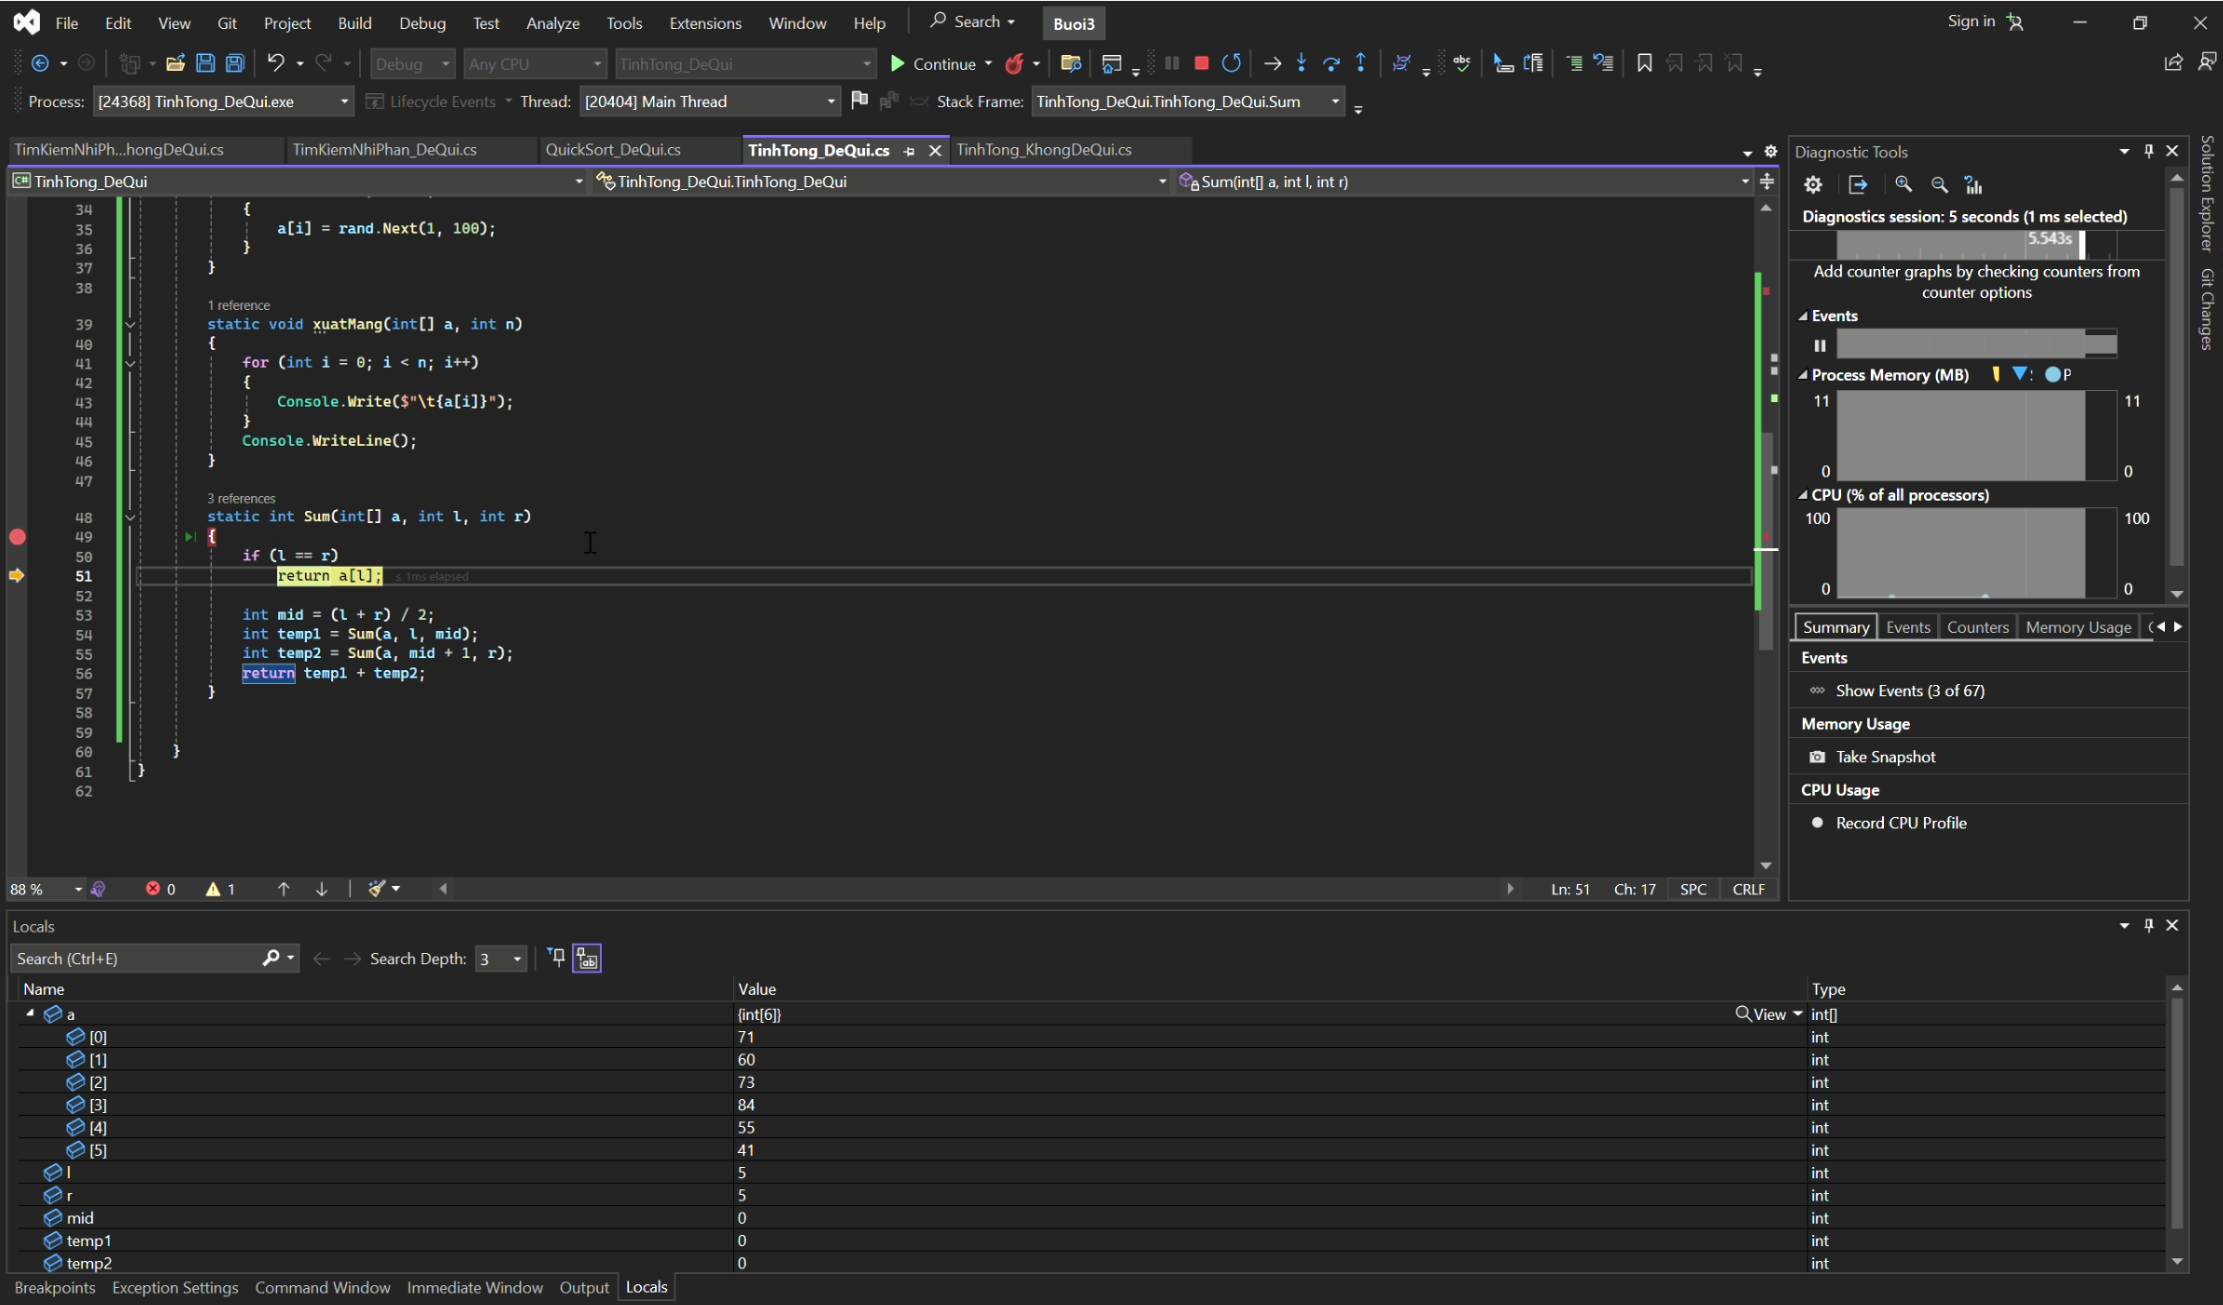 File Edit View Git Project Build Debug Test Analyze Tools Extensions Window Help Search Buoi3 Sign in
Debug Any CPU TinhTong_DeQui Continue
Process: [24368] TinhTong_DeQui.exe Lifecycle Events Thread: [20404] Main Thread Stack Frame: TinhTong_DeQui.TinhTong_DeQui.Sum
TimKiemNhiPh...hongDeQui.cs TimKiemNhiPhan_DeQui.cs QuickSort_DeQui.cs TinhTong_DeQui.cs TinhTong_KhongDeQui.cs
TinhTong_DeQui TinhTong_DeQui.TinhTong_DeQui Sum(int[] a, int l, int r)
34 {
35 a[i] = rand.Next(1, 100);
36 }
37 }
38
1 reference
39 static void xuatMang(int[] a, int n)
40 {
41 for (int i = 0; i < n; i++)
42 {
43 Console.Write($"\t{a[i]}");
44 }
45 Console.WriteLine();
46 }
47
3 references
48 static int Sum(int[] a, int l, int r)
49 {
50 if (l == r)
51 return a[l]; ≤ 1ms elapsed
52
53 int mid = (l + r) / 2;
54 int temp1 = Sum(a, l, mid);
55 int temp2 = Sum(a, mid + 1, r);
56 return temp1 + temp2;
57 }
58
59
60 }
61 }
62
88 % 0 1 Ln: 51 Ch: 17 SPC CRLF
Diagnostic Tools
Diagnostics session: 5 seconds (1 ms selected)
5.543s
Add counter graphs by checking counters from
counter options
Events
Process Memory (MB) P
11 11
0 0
CPU (% of all processors)
100 100
0 0
Summary Events Counters Memory Usage
Events
Show Events (3 of 67)
Memory Usage
Take Snapshot
CPU Usage
Record CPU Profile
Solution Explorer
Git Changes
Locals
Search (Ctrl+E) Search Depth: 3
Name Value Type
a {int[6]} View int[]
[0] 71 int
[1] 60 int
[2] 73 int
[3] 84 int
[4] 55 int
[5] 41 int
l 5 int
r 5 int
mid 0 int
temp1 0 int
temp2 0 int
Breakpoints Exception Settings Command Window Immediate Window Output Locals